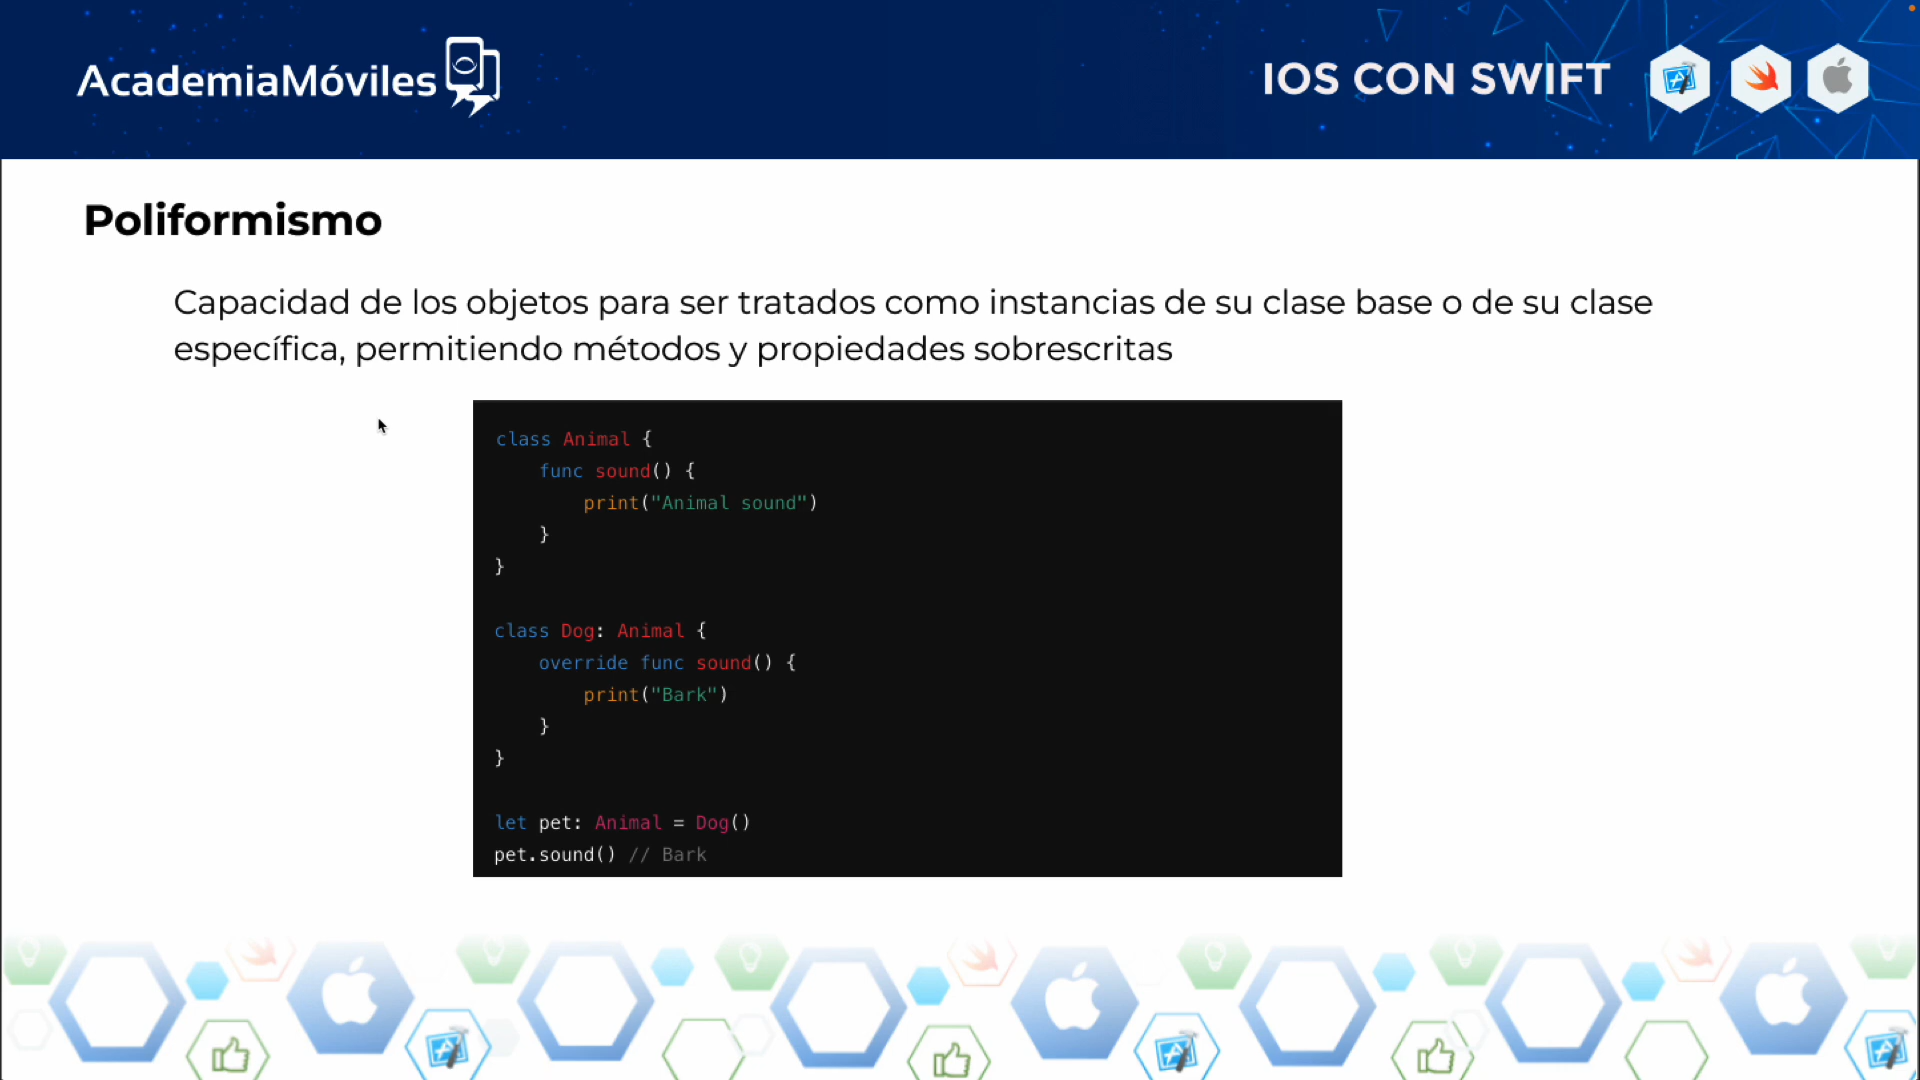 AcademiaMóviles
IOS CON SWIFT
Poliformismo
Capacidad de los objetos para ser tratados como instancias de su clase base o de su clase
específica, permitiendo métodos y propiedades sobrescritas
class Animal {
    func sound() {
        print("Animal sound")
    }
}
class Dog: Animal {
    override func sound() {
        print("Bark")
    }
}
let pet: Animal = Dog()
pet.sound() // Bark